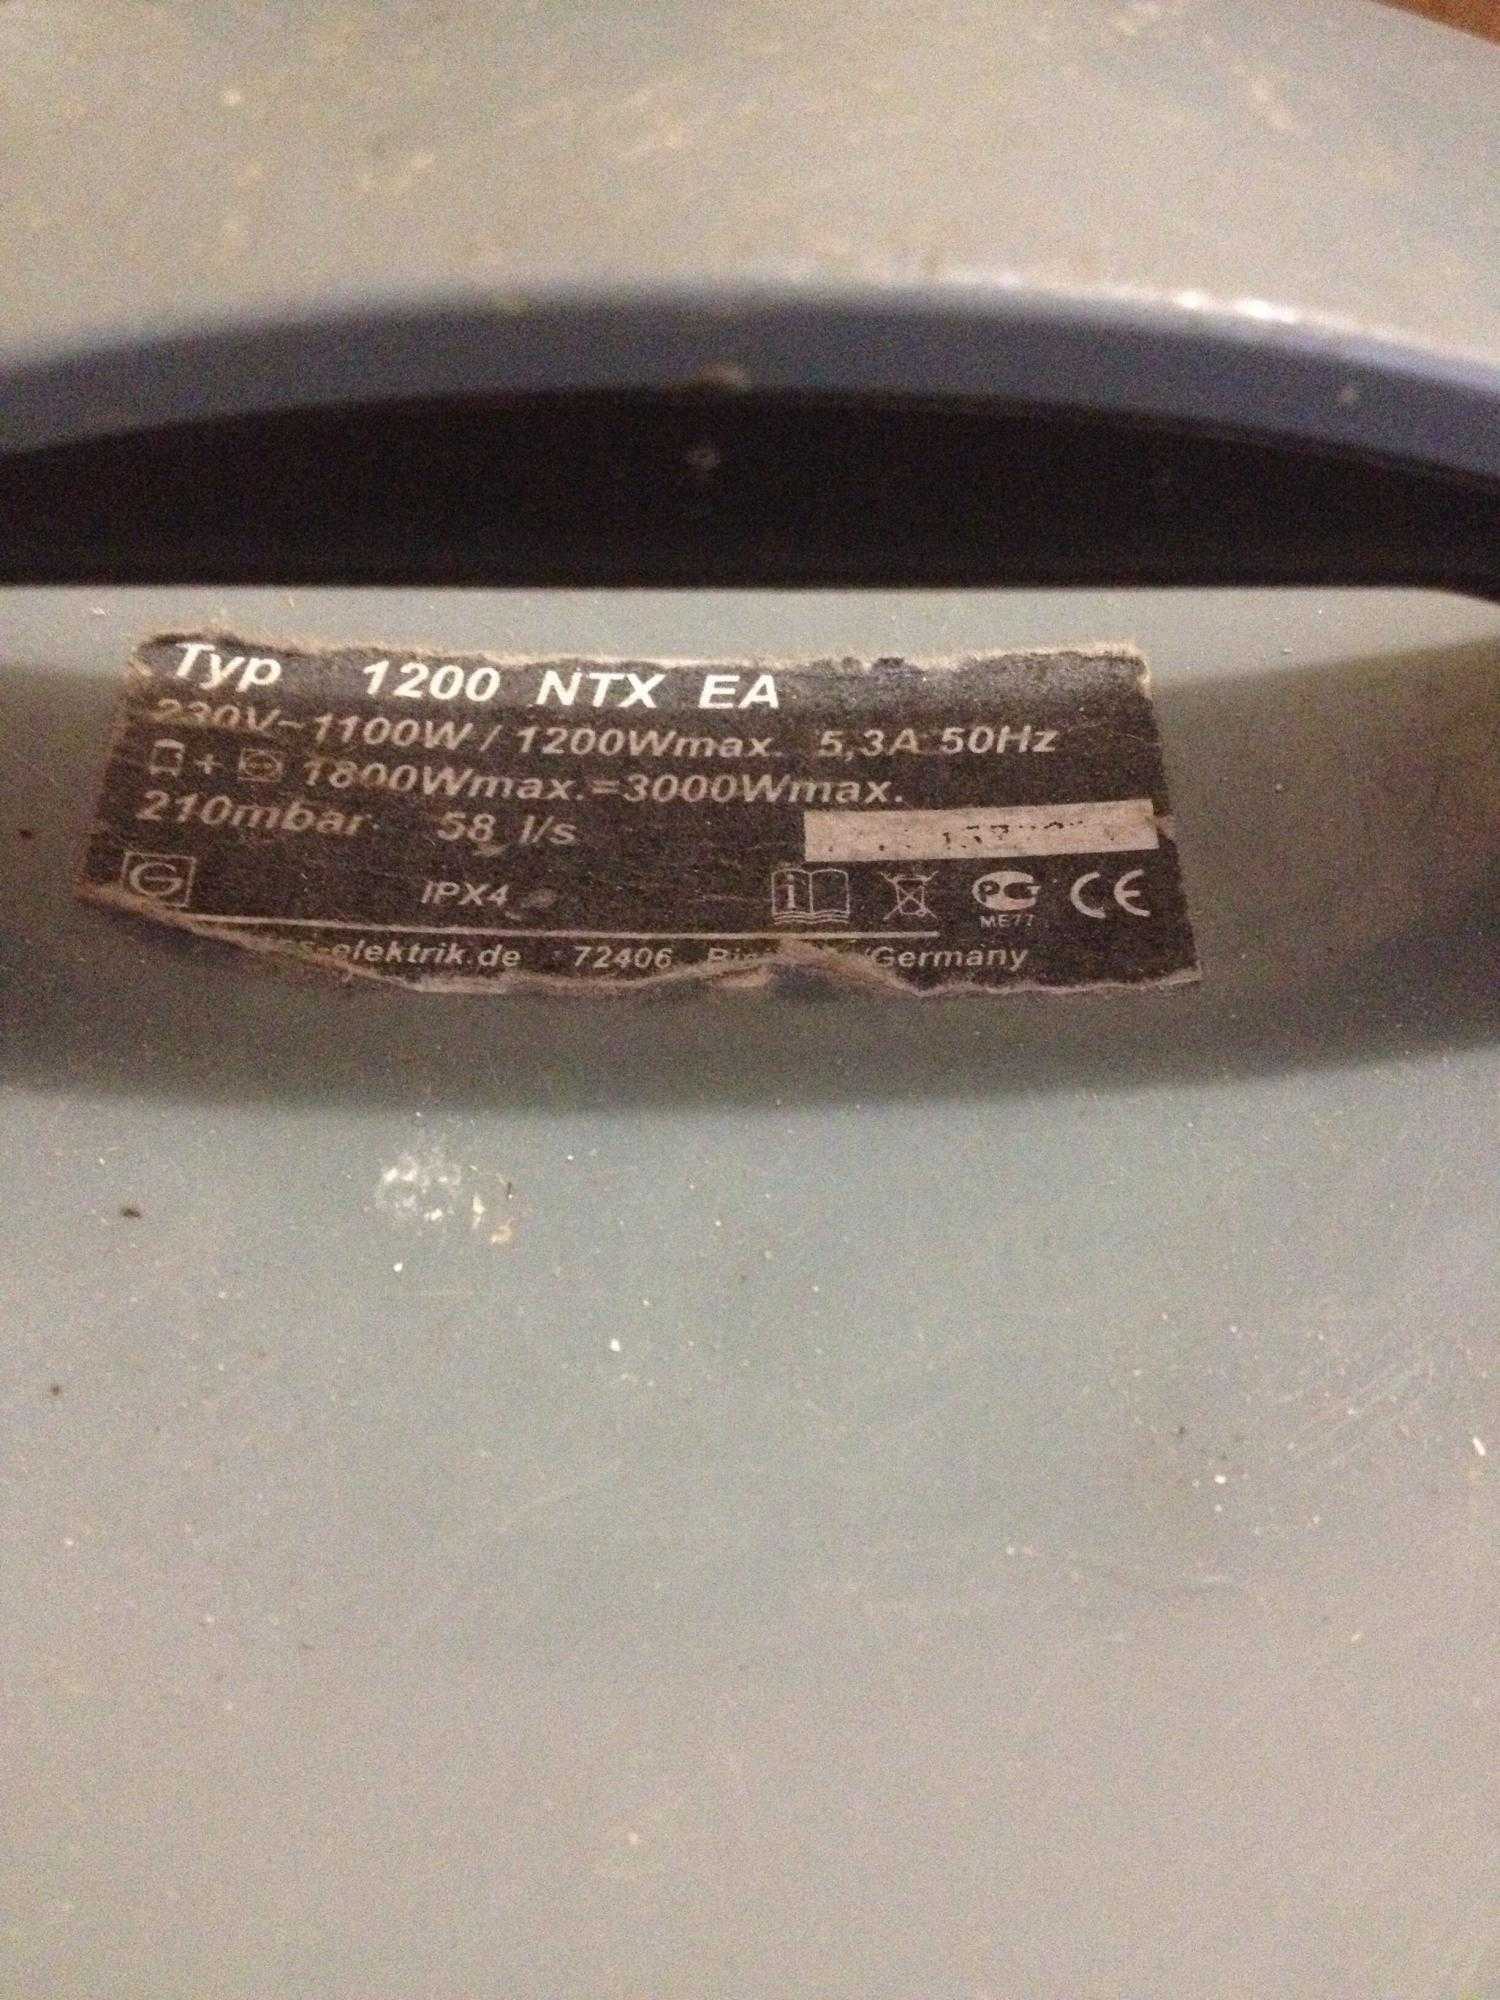 Typ 1200 NTX EA
230V~1100W / 1200Wmax. 5,3A 50Hz
+ 1800Wmax.=3000Wmax.
210mbar 58 l/s
G IPX4 i РСТ CE
ME77
-elektrik.de 72406 /Germany